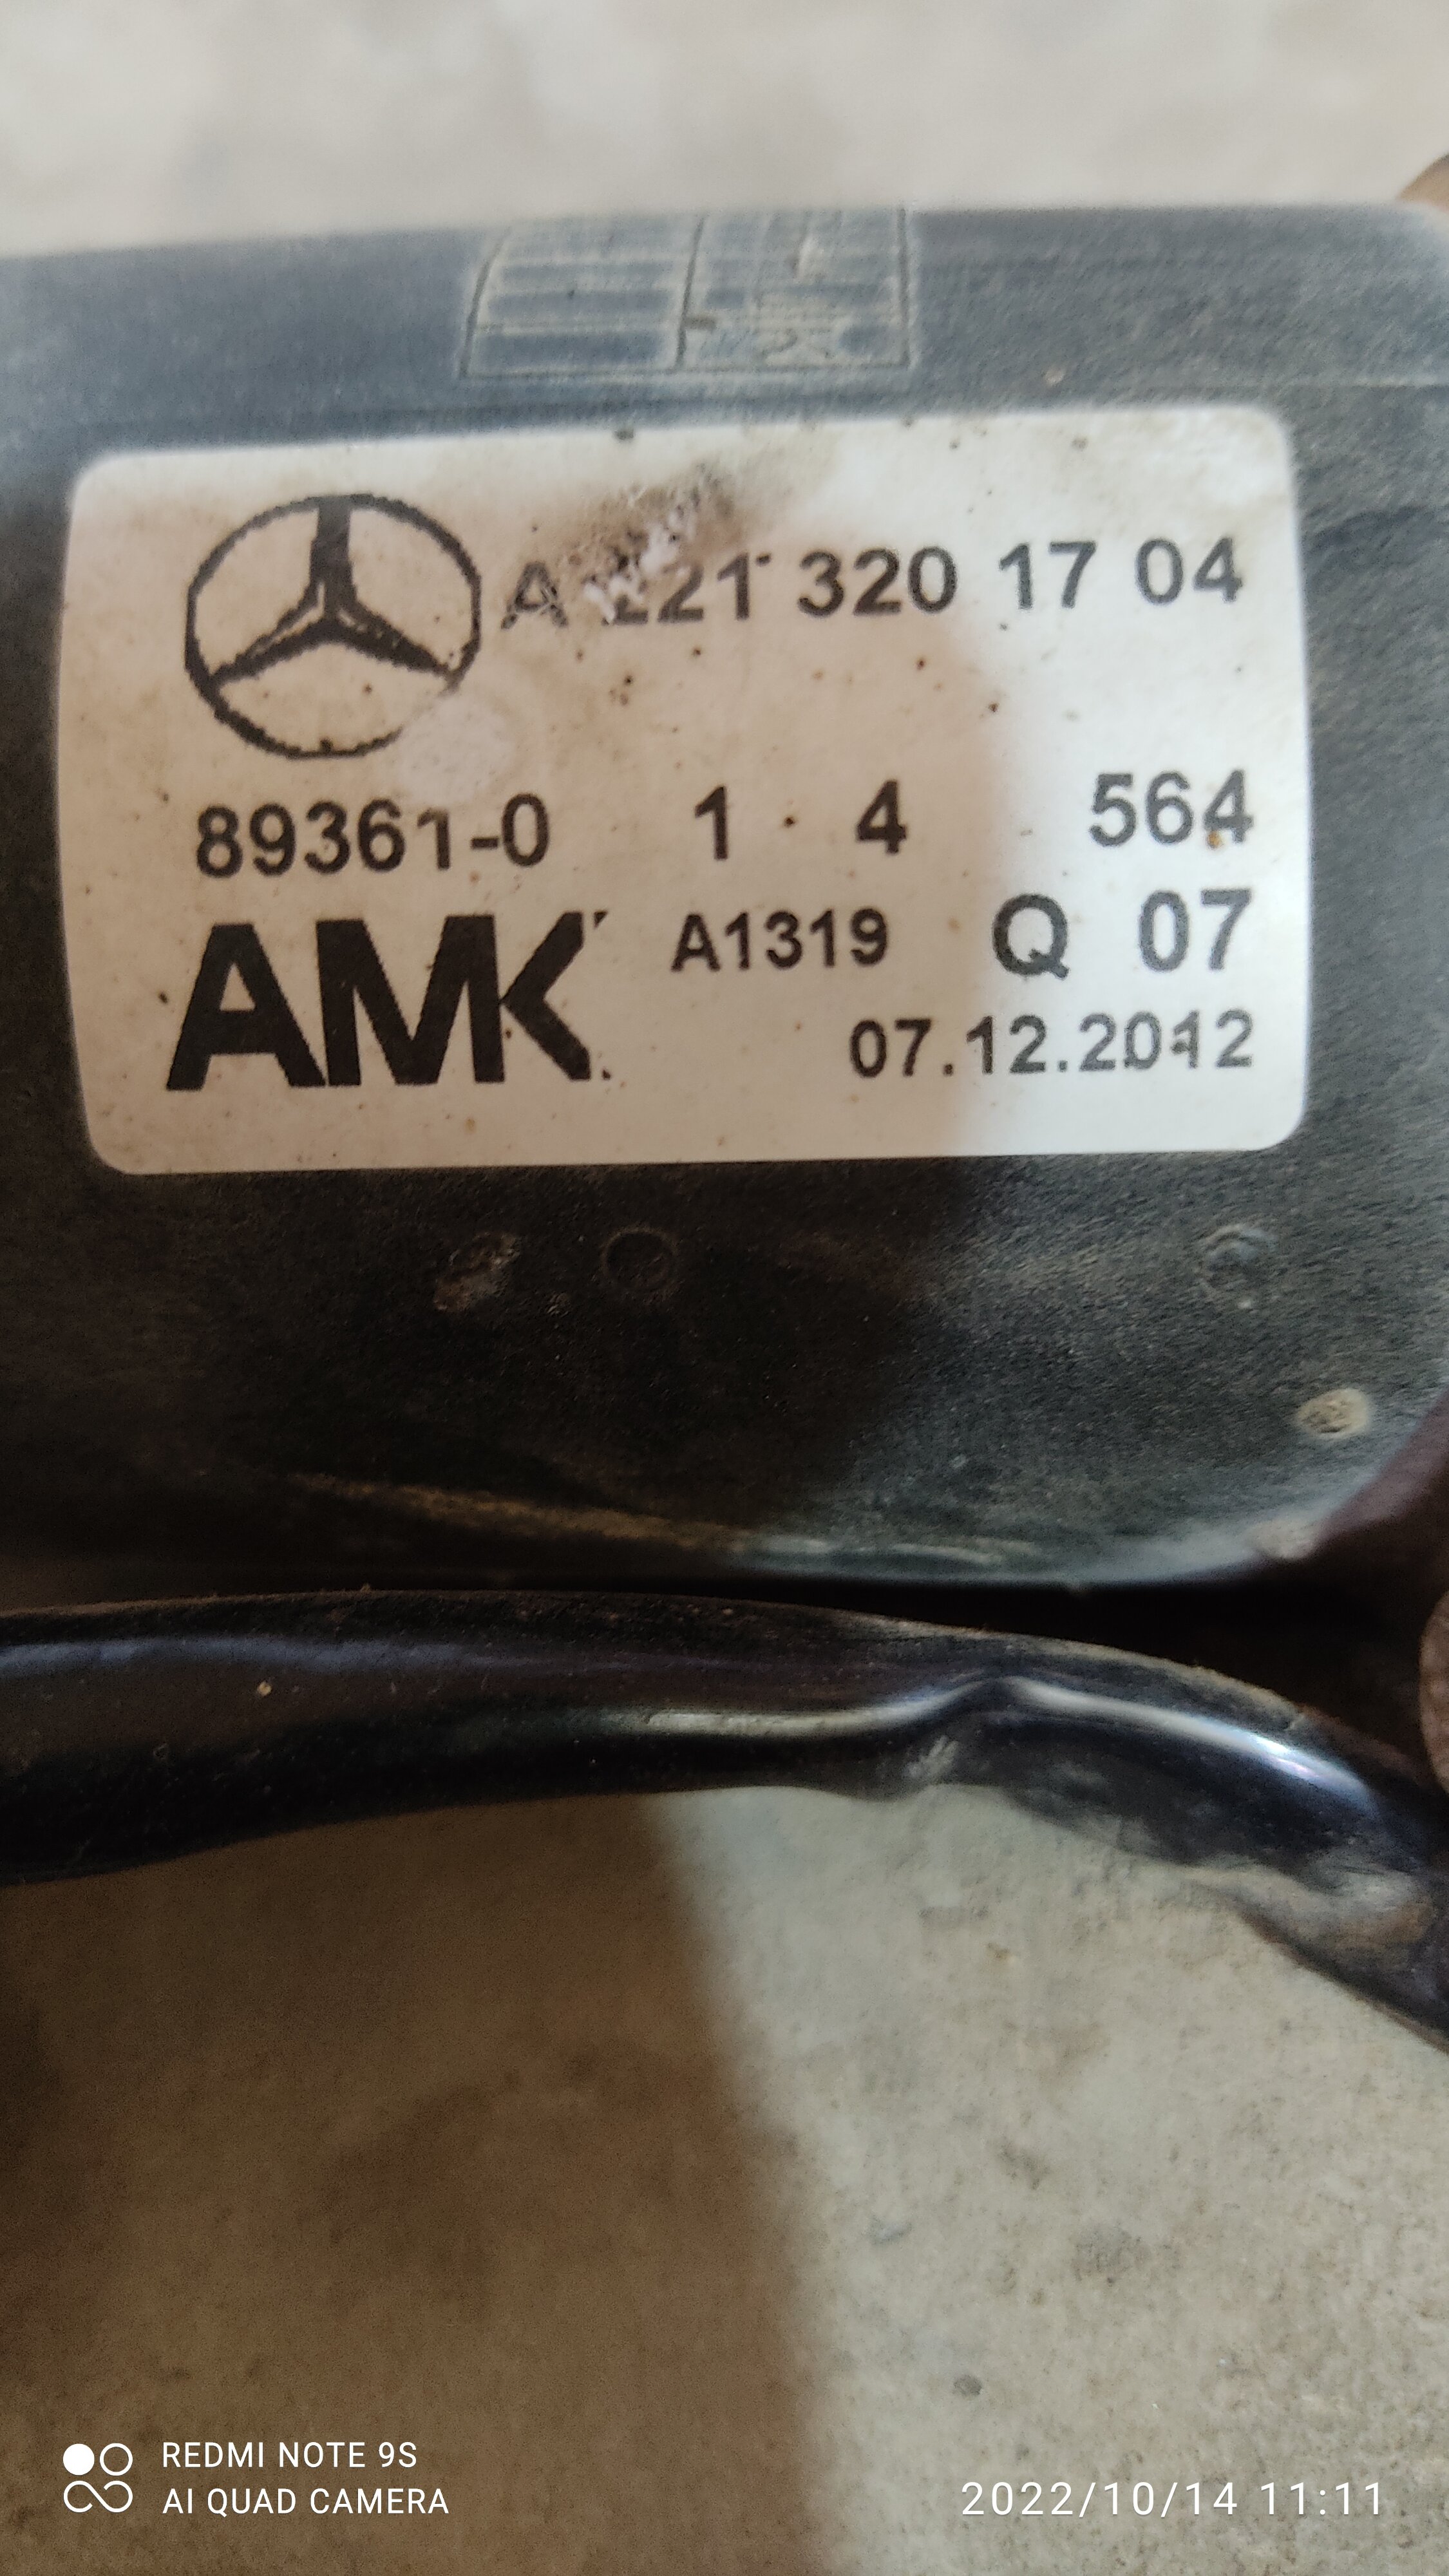 A 221 320 17 04
89361-0 1 4 564
AMK A1319 Q 07
07.12.2012
REDMI NOTE 9S
AI QUAD CAMERA
2022/10/14 11:11